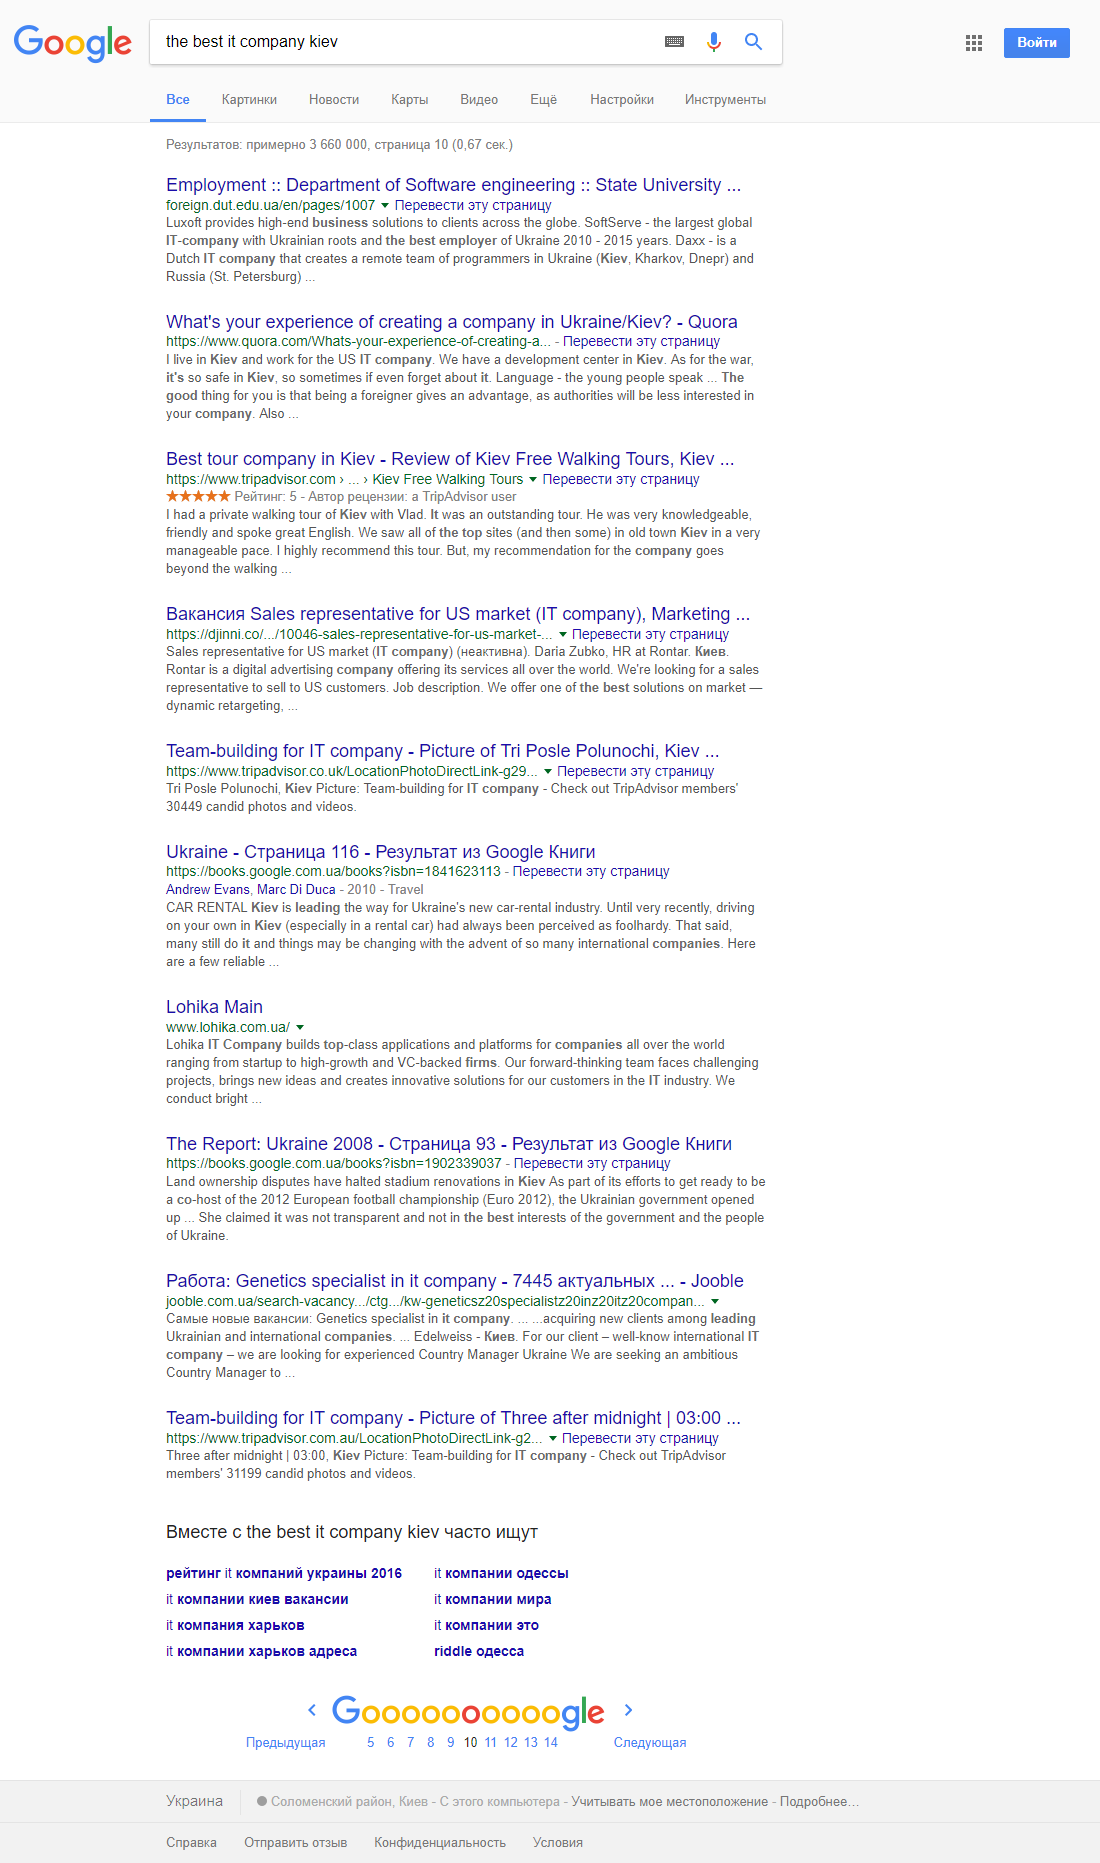 Google
the best it company kiev
Войти
Все Картинки Новости Карты Видео Ещё Настройки Инструменты
Результатов: примерно 3 660 000, страница 10 (0,67 сек.)
Employment :: Department of Software engineering :: State University ...
foreign.dut.edu.ua/en/pages/1007 Перевести эту страницу
Luxoft provides high-end business solutions to clients across the globe. SoftServe - the largest global
IT-company with Ukrainian roots and the best employer of Ukraine 2010 - 2015 years. Daxx - is a
Dutch IT company that creates a remote team of programmers in Ukraine (Kiev, Kharkov, Dnepr) and
Russia (St. Petersburg) ...
What's your experience of creating a company in Ukraine/Kiev? - Quora
https://www.quora.com/Whats-your-experience-of-creating-a... - Перевести эту страницу
I live in Kiev and work for the US IT company. We have a development center in Kiev. As for the war,
it's so safe in Kiev, so sometimes if even forget about it. Language - the young people speak ... The
good thing for you is that being a foreigner gives an advantage, as authorities will be less interested in
your company. Also ...
Best tour company in Kiev - Review of Kiev Free Walking Tours, Kiev ...
https://www.tripadvisor.com › ... › Kiev Free Walking Tours Перевести эту страницу
Рейтинг: 5 - Автор рецензии: a TripAdvisor user
I had a private walking tour of Kiev with Vlad. It was an outstanding tour. He was very knowledgeable,
friendly and spoke great English. We saw all of the top sites (and then some) in old town Kiev in a very
manageable pace. I highly recommend this tour. But, my recommendation for the company goes
beyond the walking ...
Вакансия Sales representative for US market (IT company), Marketing ...
https://djinni.co/.../10046-sales-representative-for-us-market-... Перевести эту страницу
Sales representative for US market (IT company) (неактивна). Daria Zubko, HR at Rontar. Киев.
Rontar is a digital advertising company offering its services all over the world. We're looking for a sales
representative to sell to US customers. Job description. We offer one of the best solutions on market —
dynamic retargeting, ...
Team-building for IT company - Picture of Tri Posle Polunochi, Kiev ...
https://www.tripadvisor.co.uk/LocationPhotoDirectLink-g29... Перевести эту страницу
Tri Posle Polunochi, Kiev Picture: Team-building for IT company - Check out TripAdvisor members'
30449 candid photos and videos.
Ukraine - Страница 116 - Результат из Google Книги
https://books.google.com.ua/books?isbn=1841623113 - Перевести эту страницу
Andrew Evans, Marc Di Duca - 2010 - Travel
CAR RENTAL Kiev is leading the way for Ukraine's new car-rental industry. Until very recently, driving
on your own in Kiev (especially in a rental car) had always been perceived as foolhardy. That said,
many still do it and things may be changing with the advent of so many international companies. Here
are a few reliable ...
Lohika Main
www.lohika.com.ua/
Lohika IT Company builds top-class applications and platforms for companies all over the world
ranging from startup to high-growth and VC-backed firms. Our forward-thinking team faces challenging
projects, brings new ideas and creates innovative solutions for our customers in the IT industry. We
conduct bright ...
The Report: Ukraine 2008 - Страница 93 - Результат из Google Книги
https://books.google.com.ua/books?isbn=1902339037 - Перевести эту страницу
Land ownership disputes have halted stadium renovations in Kiev As part of its efforts to get ready to be
a co-host of the 2012 European football championship (Euro 2012), the Ukrainian government opened
up ... She claimed it was not transparent and not in the best interests of the government and the people
of Ukraine.
Работа: Genetics specialist in it company - 7445 актуальных ... - Jooble
jooble.com.ua/search-vacancy.../ctg.../kw-geneticsz20specialistz20inz20itz20compan...
Самые новые вакансии: Genetics specialist in it company. ... ...acquiring new clients among leading
Ukrainian and international companies. ... Edelweiss - Киев. For our client – well-know international IT
company – we are looking for experienced Country Manager Ukraine We are seeking an ambitious
Country Manager to ...
Team-building for IT company - Picture of Three after midnight | 03:00 ...
https://www.tripadvisor.com.au/LocationPhotoDirectLink-g2... Перевести эту страницу
Three after midnight | 03:00, Kiev Picture: Team-building for IT company - Check out TripAdvisor
members' 31199 candid photos and videos.
Вместе с the best it company kiev часто ищут
рейтинг it компаний украины 2016 it компании одессы
it компании киев вакансии it компании мира
it компания харьков it компании это
it компании харьков адреса riddle одесса
Goooooooooogle
Предыдущая 5 6 7 8 9 10 11 12 13 14 Следующая
Украина Соломенский район, Киев - С этого компьютера - Учитывать мое местоположение - Подробнее…
Справка Отправить отзыв Конфиденциальность Условия